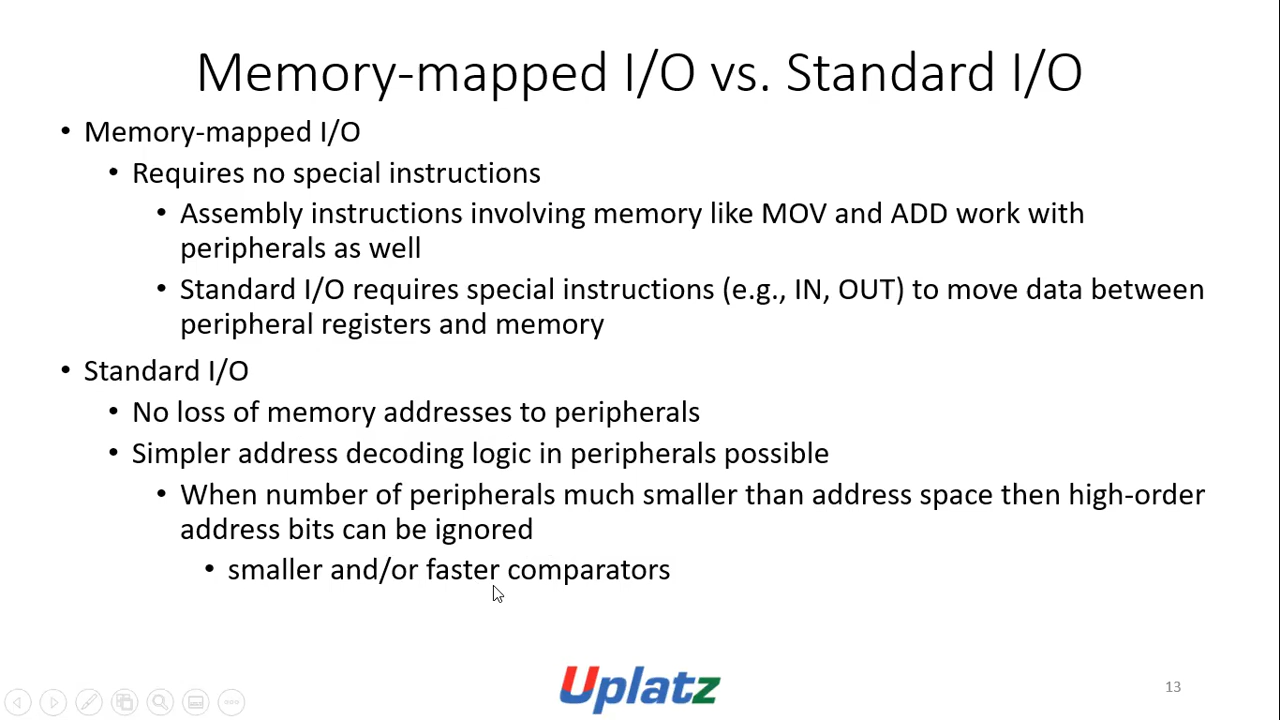 Memory-mapped I/O vs. Standard I/O
• Memory-mapped I/O
• Requires no special instructions
• Assembly instructions involving memory like MOV and ADD work with
peripherals as well
• Standard I/O requires special instructions (e.g., IN, OUT) to move data between
peripheral registers and memory
• Standard I/O
• No loss of memory addresses to peripherals
• Simpler address decoding logic in peripherals possible
• When number of peripherals much smaller than address space then high-order
address bits can be ignored
• smaller and/or faster comparators
Uplatz
13